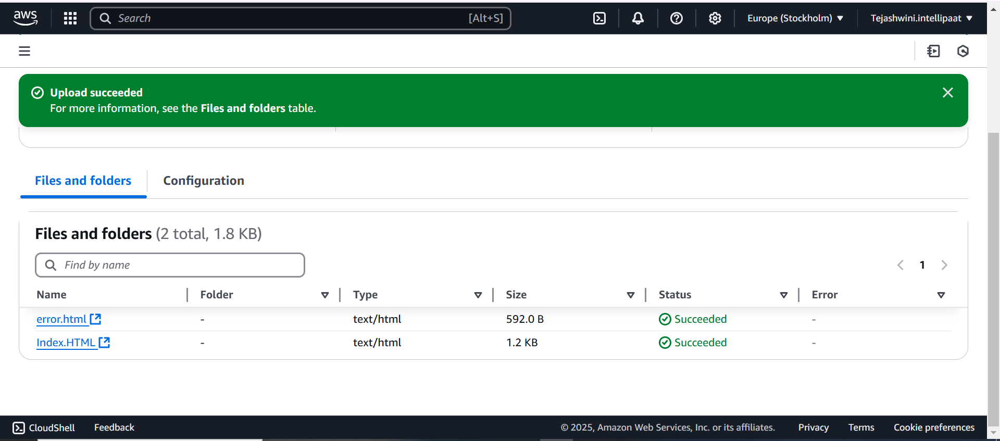 aws Search [Alt+S] Europe (Stockholm) Tejashwini.intellipaat
Upload succeeded
For more information, see the Files and folders table.
Files and folders Configuration
Files and folders (2 total, 1.8 KB)
Find by name 1
Name Folder Type Size Status Error
error.html - text/html 592.0 B Succeeded -
Index.HTML - text/html 1.2 KB Succeeded -
CloudShell Feedback © 2025, Amazon Web Services, Inc. or its affiliates. Privacy Terms Cookie preferences